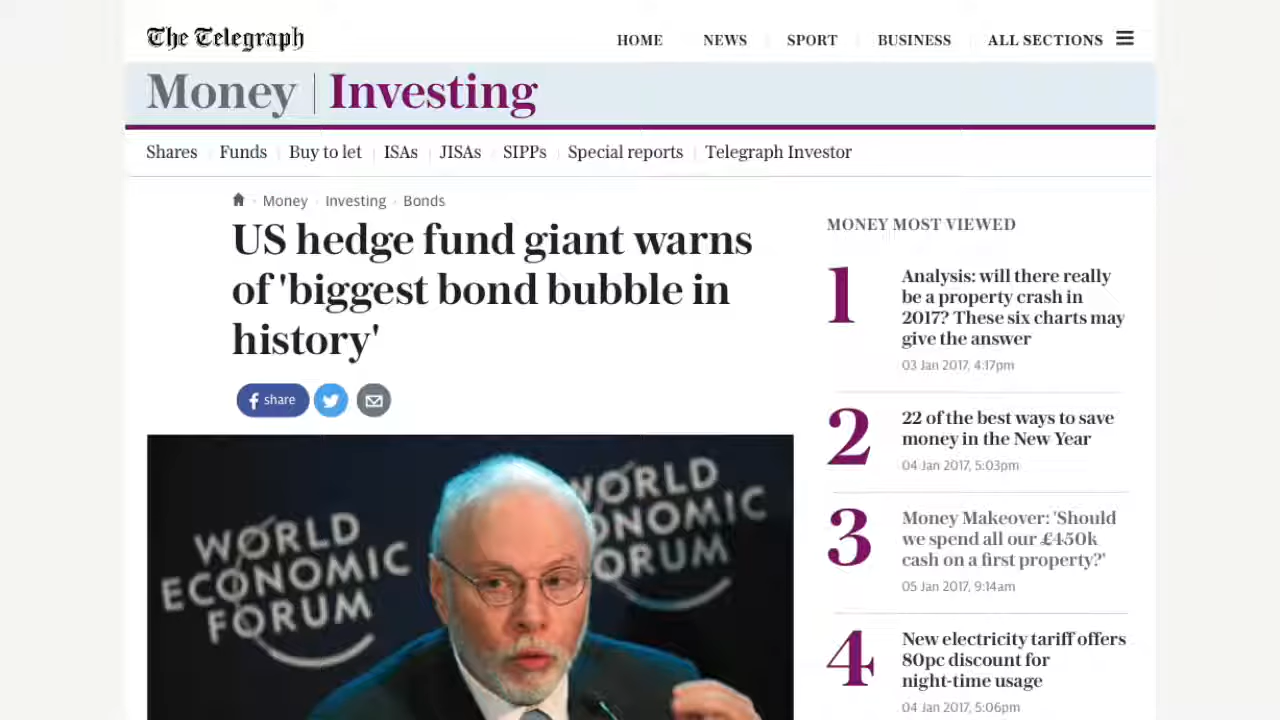 The Telegraph
HOME NEWS SPORT BUSINESS ALL SECTIONS
Money Investing
Shares Funds Buy to let ISAs JISAs SIPPs Special reports Telegraph Investor
Money Investing Bonds
US hedge fund giant warns
of 'biggest bond bubble in
history'
share
WORLD
ECONOMIC
FORUM
WORLD
ONOMIC
ORUM
MONEY MOST VIEWED
1
Analysis: will there really
be a property crash in
2017? These six charts may
give the answer
03 Jan 2017, 4:17pm
2
22 of the best ways to save
money in the New Year
04 Jan 2017, 5:03pm
3
Money Makeover: 'Should
we spend all our £450k
cash on a first property?'
05 Jan 2017, 9:14am
4
New electricity tariff offers
80pc discount for
night-time usage
04 Jan 2017, 5:06pm